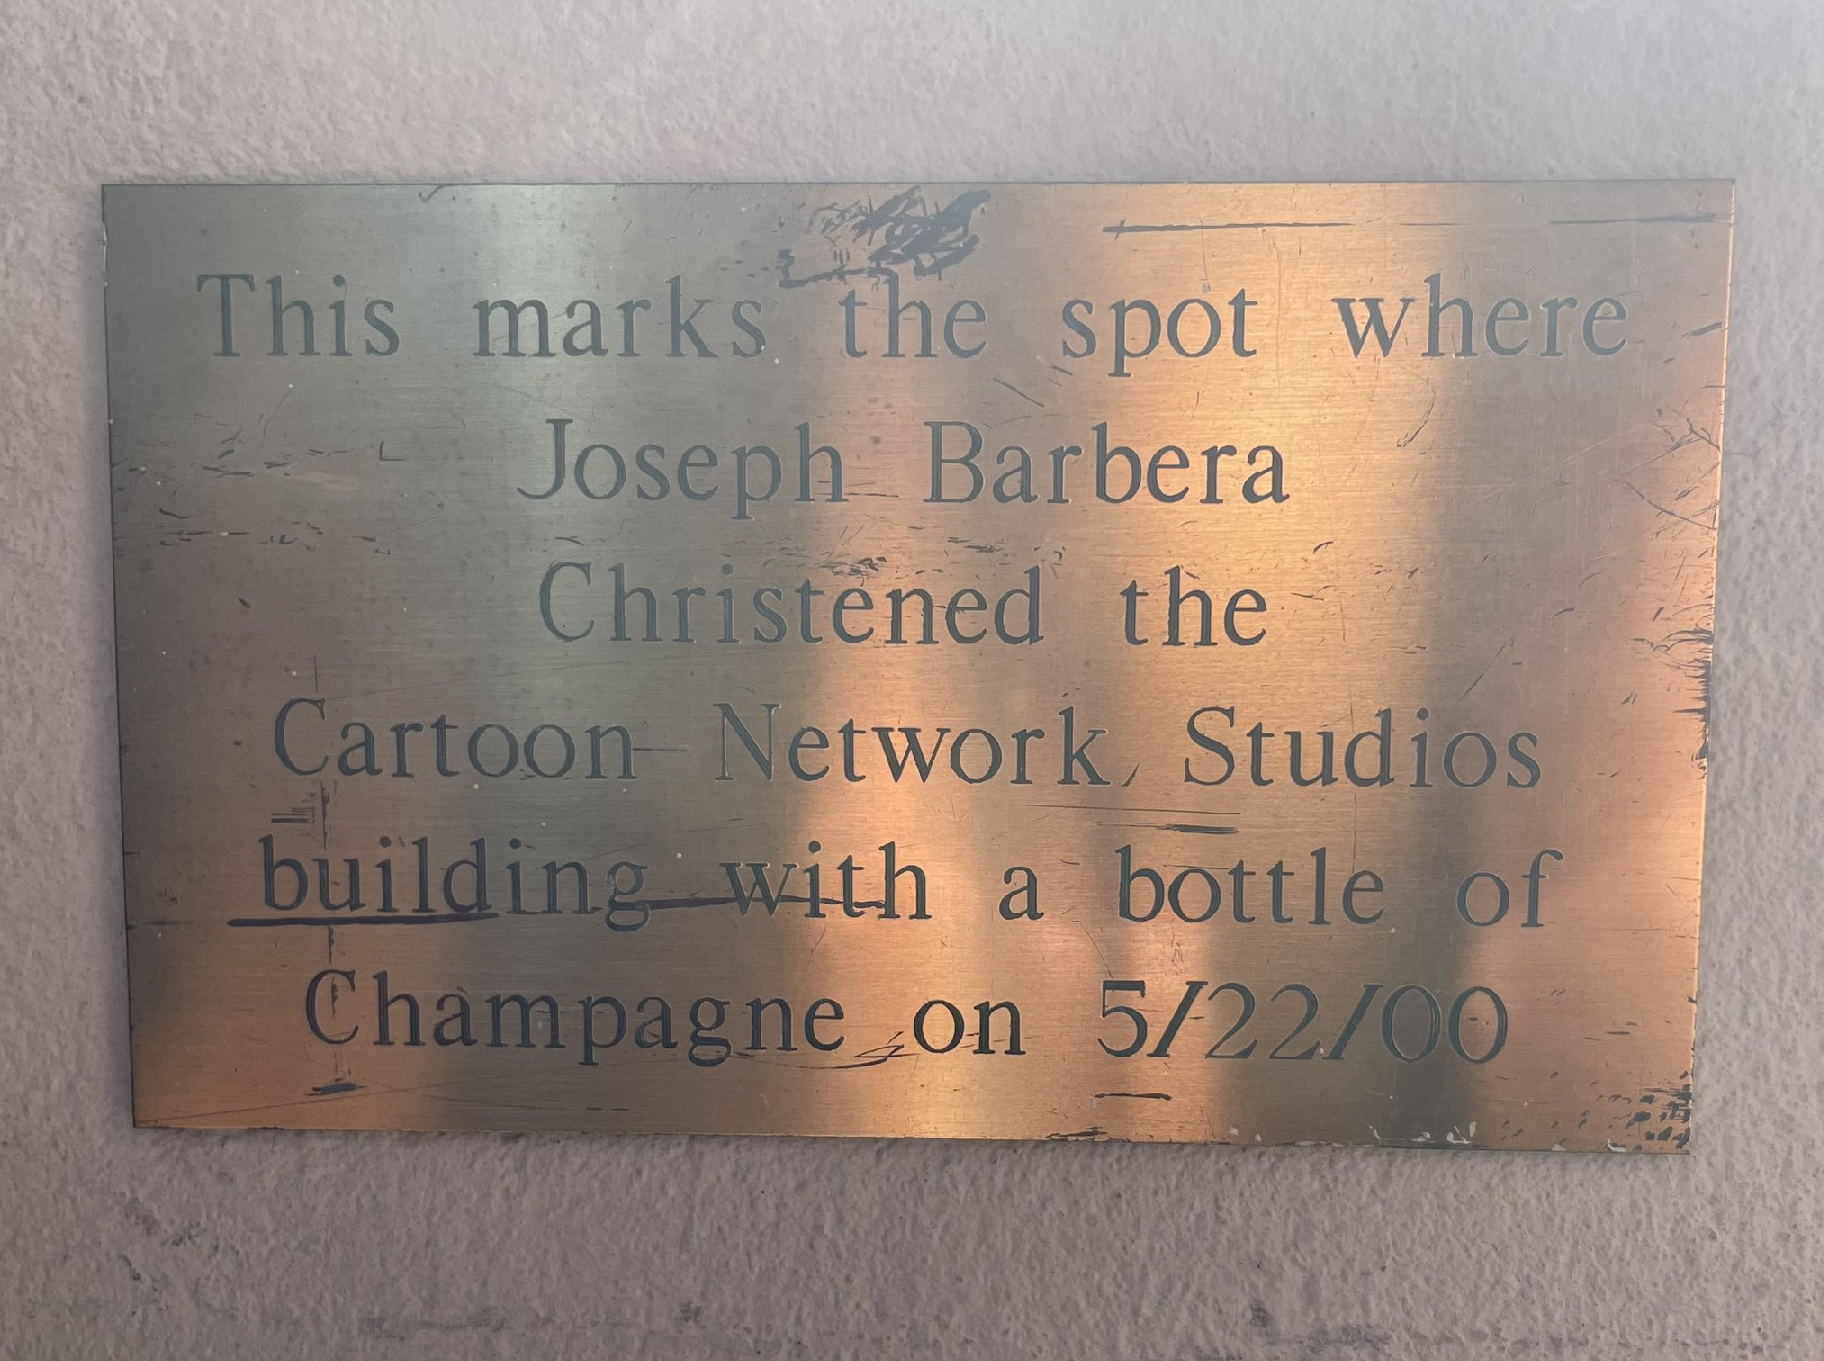 This marks the spot where
Joseph Barbera
Christened the
Cartoon Network Studios
building with a bottle of
Champagne on 5/22/00